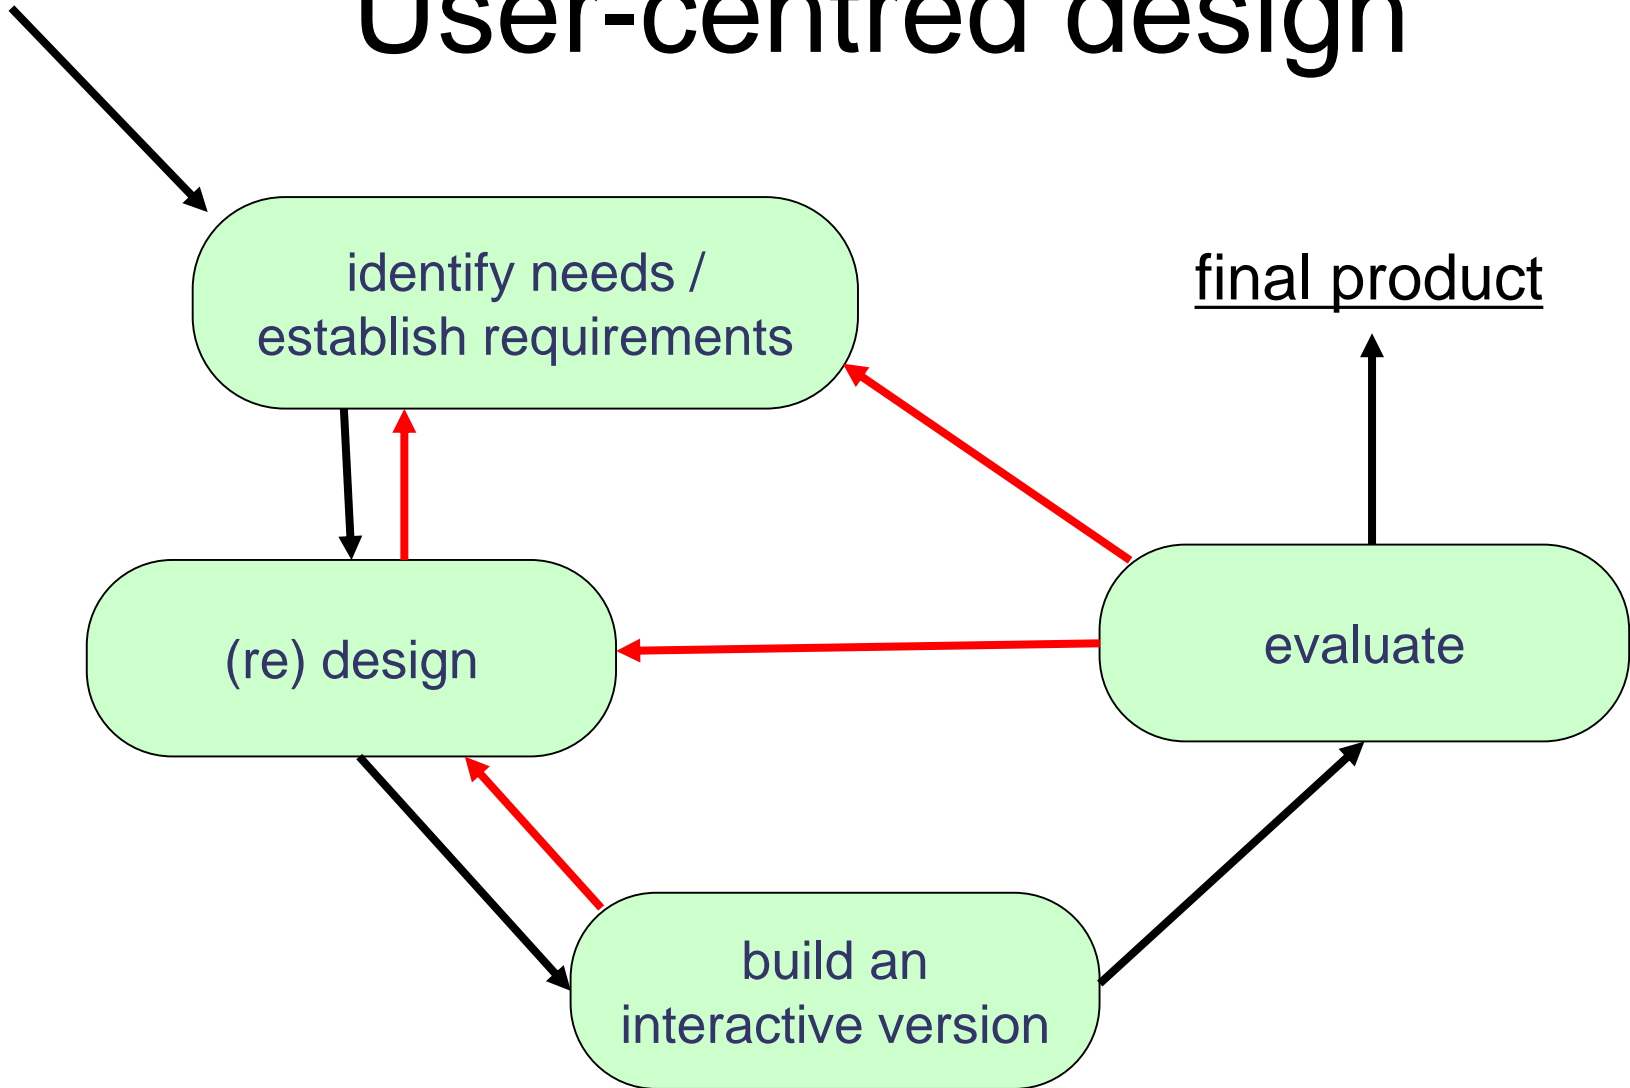 User-centred design
identify needs /
establish requirements
final product
(re) design
evaluate
build an
interactive version